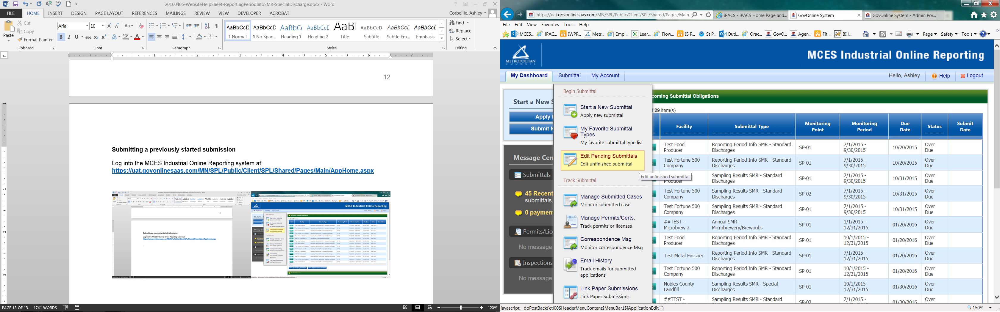 20160405-WebsiteHelpSheet-ReportingPeriodInfoSMR-SpecialDischarge.docx - Word
FILE HOME INSERT DESIGN PAGE LAYOUT REFERENCES MAILINGS REVIEW VIEW DEVELOPER ACROBAT
Corbeille, Ashley
Paste
Cut
Copy
Format Painter
Clipboard
Arial 10
Font
Paragraph
AaBbCcD AaBbCcD AaBbCc AaBbCcD AaBl AaBbCcD AaBbCcD AaBbCcD
¶ Normal ¶ No Spac... Heading 1 Heading 2 Title Subtitle Subtle Em... Emphasis
Styles
Find
Replace
Select
Editing
12
Submitting a previously started submission
Log into the MCES Industrial Online Reporting system at:
https://uat.govonlinesaas.com/MN/SPL/Public/Client/SPL/Shared/Pages/Main/AppHome.aspx
MCES Industrial Online Reporting
PAGE 13 OF 13 1741 WORDS
120%
https://uat.govonlinesaas.com/MN/SPL/Public/Client/SPL/Shared/Pages/Main,
iPACS - iPACS Home Page and... GovOnline System GovOnline System - Admin Por...
File Edit View Favorites Tools Help
MCES... iPAC... IWPP... Metr... Empl... Lear... Flow... IS P... St P... Outl... Orac... GovO... Agen... Fit ... BI I...
Page Safety Tools
METROPOLITAN
COUNCIL
MCES Industrial Online Reporting
My Dashboard Submittal My Account
Hello, Ashley Help Logout
Start a New S
Apply
Submit N
Message Cen
Submittals
45 Recent
submittals.
0 payment
Permits/Lice
No message
Inspections
No message
Begin Submittal
Start a New Submittal
Apply new submittal
My Favorite Submittal
Types
My favorite submittal type list
Edit Pending Submittals
Edit unfinished submittal
Edit unfinished submittal
Track Submittal
Manage Submitted Cases
Monitor submitted case
Manage Permits/Certs.
Track permits or licenses
Correspondence Msg
Monitor correspondence Msg
Email History
Track emails for submitted
applications
Link Paper Submissions
Link Paper Submissions
coming Submittal Obligations
29 item(s)
Facility Submittal Type Monitoring Point Monitoring Period Due Date Status Submit Date
Test Food Producer Reporting Period Info SMR - Standard Discharges SP-01 7/1/2015 - 9/30/2015 10/20/2015 Over Due
Test Fortune 500 Company Reporting Period Info SMR - Standard Discharges SP-01 7/1/2015 - 9/30/2015 10/20/2015 Over Due
Producer Sampling Results SMR - Standard Discharges SP-01 7/1/2015 - 9/30/2015 10/31/2015 Over Due
Test Fortune 500 Company Sampling Results SMR - Standard Discharges SP-02 7/1/2015 - 9/30/2015 10/31/2015 Over Due
Test Fortune 500 Company Sampling Results SMR - Standard Discharges SP-01 7/1/2015 - 9/30/2015 10/31/2015 Over Due
##TEST - Microbrew 2 Annual SMR - Microbrewery/Brewpubs SP-01 1/1/2015 - 12/31/2015 01/20/2016 Over Due
Test Food Producer Reporting Period Info SMR - Standard Discharges SP-01 10/1/2015 - 12/31/2015 01/20/2016 Over Due
Test Metal Finisher Reporting Period Info SMR - Standard Discharges SP-01 7/1/2015 - 12/31/2015 01/20/2016 Over Due
Test Fortune 500 Company Reporting Period Info SMR - Standard Discharges SP-01 10/1/2015 - 12/31/2015 01/20/2016 Over Due
Nobles County Landfill Sampling Results SMR - Special Discharges SP-01 10/1/2015 - 12/31/2015 01/30/2016 Over Due
##TEST - Sampling Results SMR - Standard SP-02 7/1/2015 - 01/30/2016 Over
javascript:__doPostBack('ctl00$HeaderMenuContent$MenuBar1$iApplicationEdit','')
150%